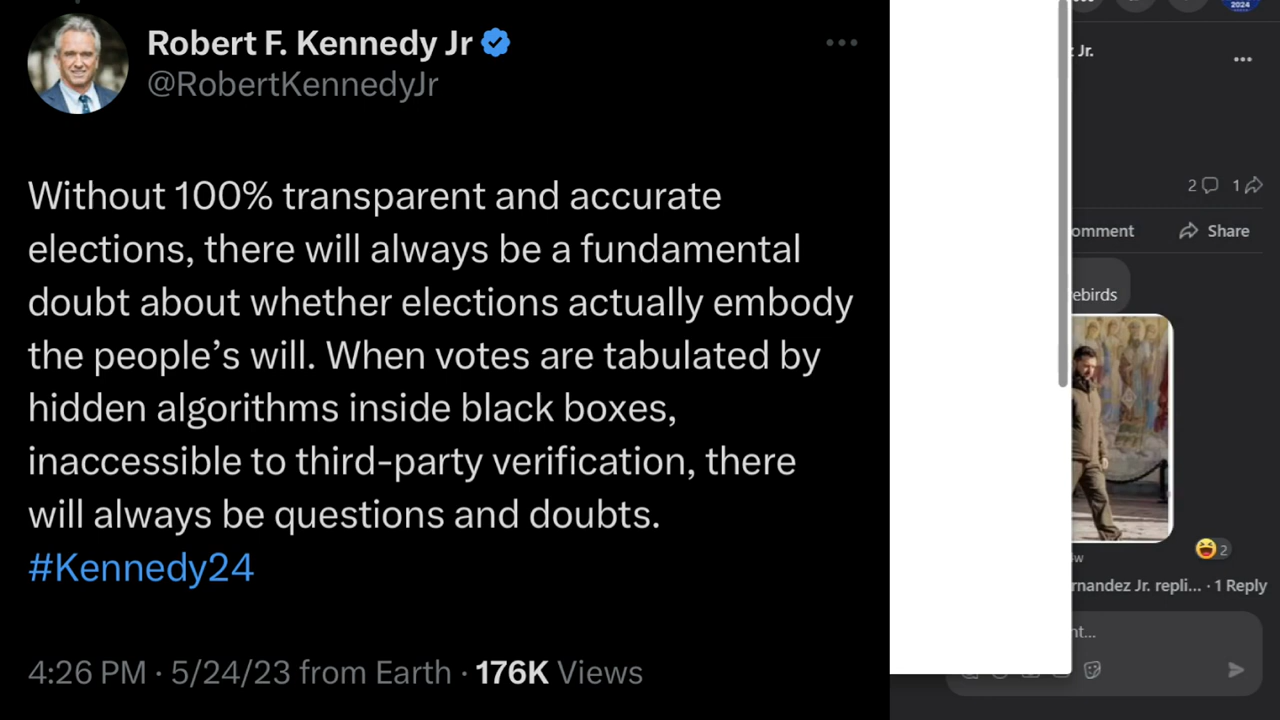 Robert F. Kennedy Jr
@RobertKennedyJr
Without 100% transparent and accurate
elections, there will always be a fundamental
doubt about whether elections actually embody
the people’s will. When votes are tabulated by
hidden algorithms inside black boxes,
inaccessible to third-party verification, there
will always be questions and doubts.
#Kennedy24
4:26 PM · 5/24/23 from Earth · 176K Views
2024
Jr.
2 1
omment Share
ebirds
2
w
rnandez Jr. repli... · 1 Reply
nt...